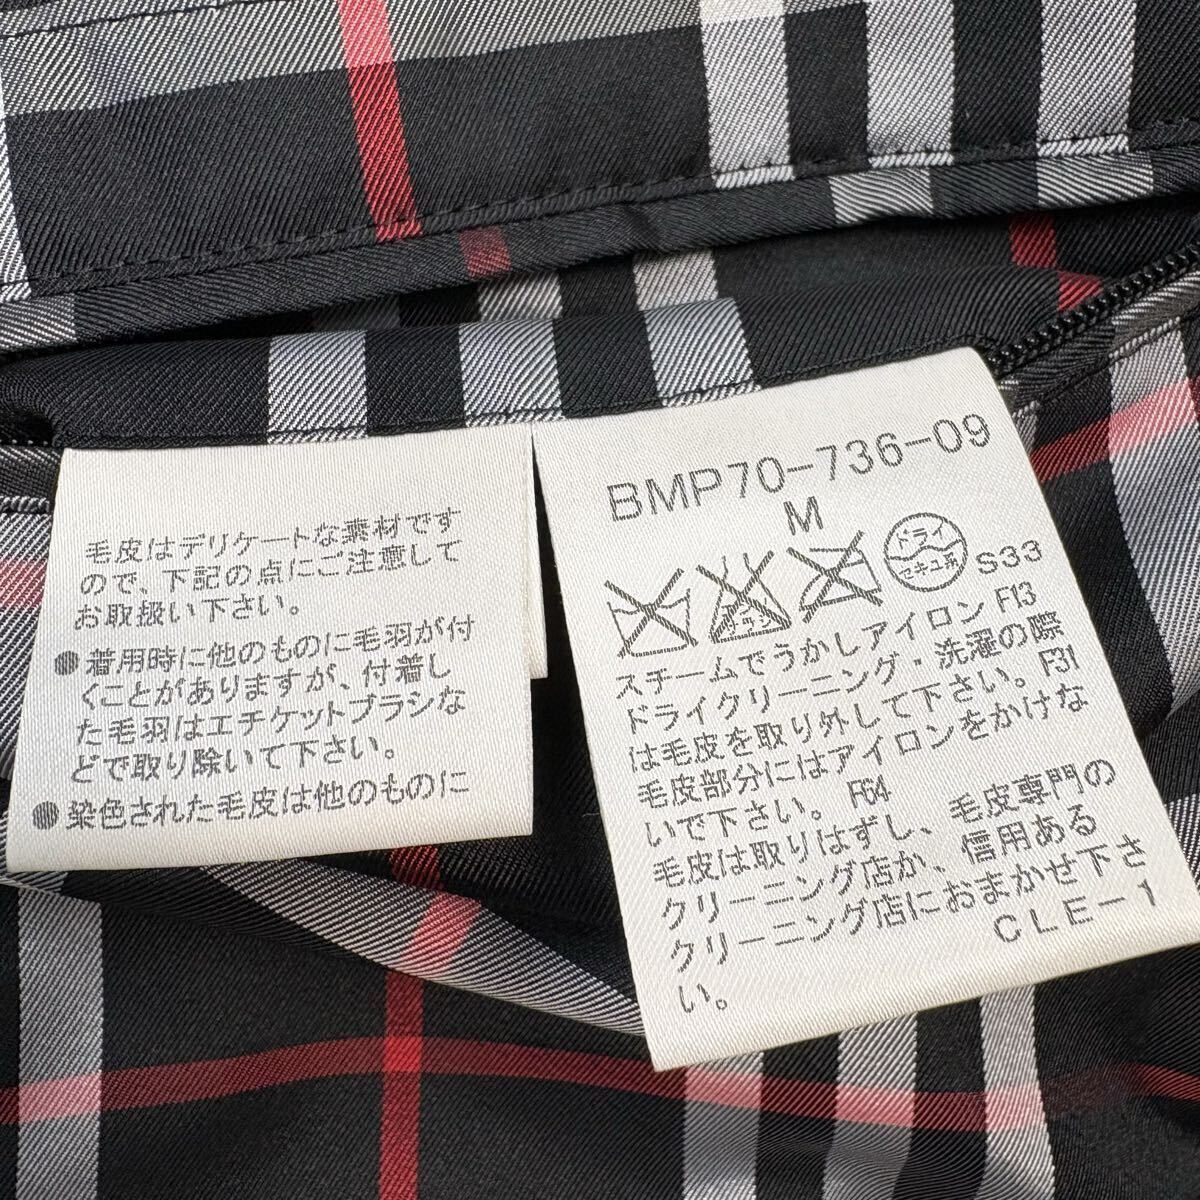 毛皮はデリケートな素材です
ので、下記の点にご注意して
お取扱い下さい。
●着用時に他のものに毛羽が付
くことがありますが、付着し
た毛羽はエチケットブラシな
どで取り除いて下さい。
●染色された毛皮は他のものに
BMP70-736-09
M
ドライ
セキユ系
S33
エンソサラシ
スチームでうかしアイロン F13
ドライクリーニング・洗濯の際
は毛皮を取り外して下さい。F31
毛皮部分にはアイロンをかけな
いで下さい。F64
毛皮は取りはずし、毛皮専門の
クリーニング店か、信用ある
クリーニング店におまかせ下さ
い。
CLE-1